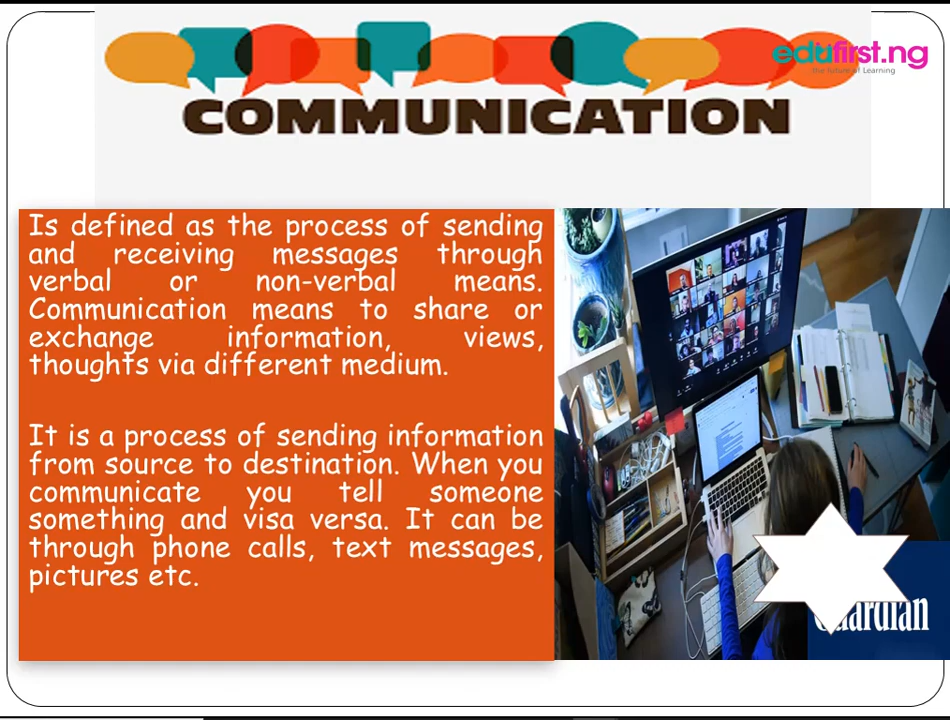 edufirst.ng
the future of Learning
COMMUNICATION
Is defined as the process of sending
and receiving messages through
verbal or non-verbal means.
Communication means to share or
exchange information, views,
thoughts via different medium.
It is a process of sending information
from source to destination. When you
communicate you tell someone
something and visa versa. It can be
through phone calls, text messages,
pictures etc.